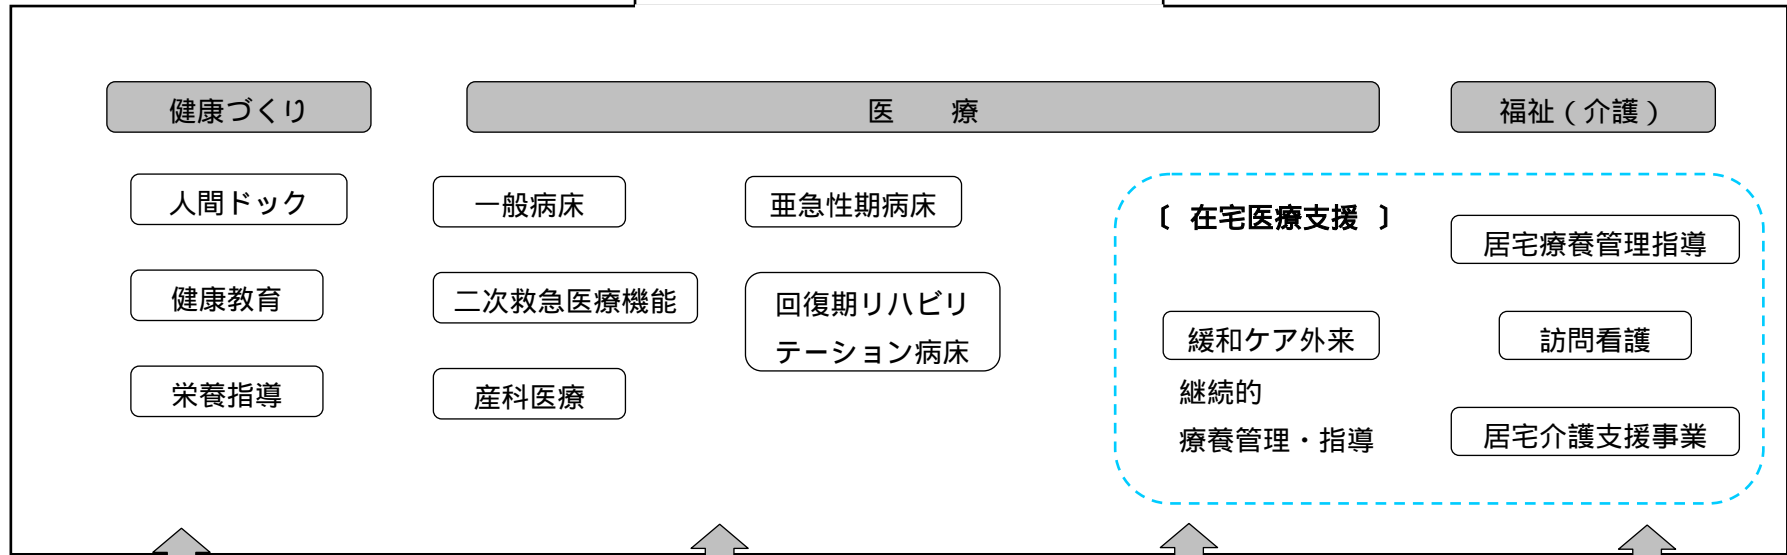 健康づくり
医　療
福祉（介護）
人間ドック
健康教育
栄養指導
一般病床
二次救急医療機能
産科医療
亜急性期病床
回復期リハビリ
テーション病床
〔 在宅医療支援 〕
緩和ケア外来
継続的
療養管理・指導
居宅療養管理指導
訪問看護
居宅介護支援事業